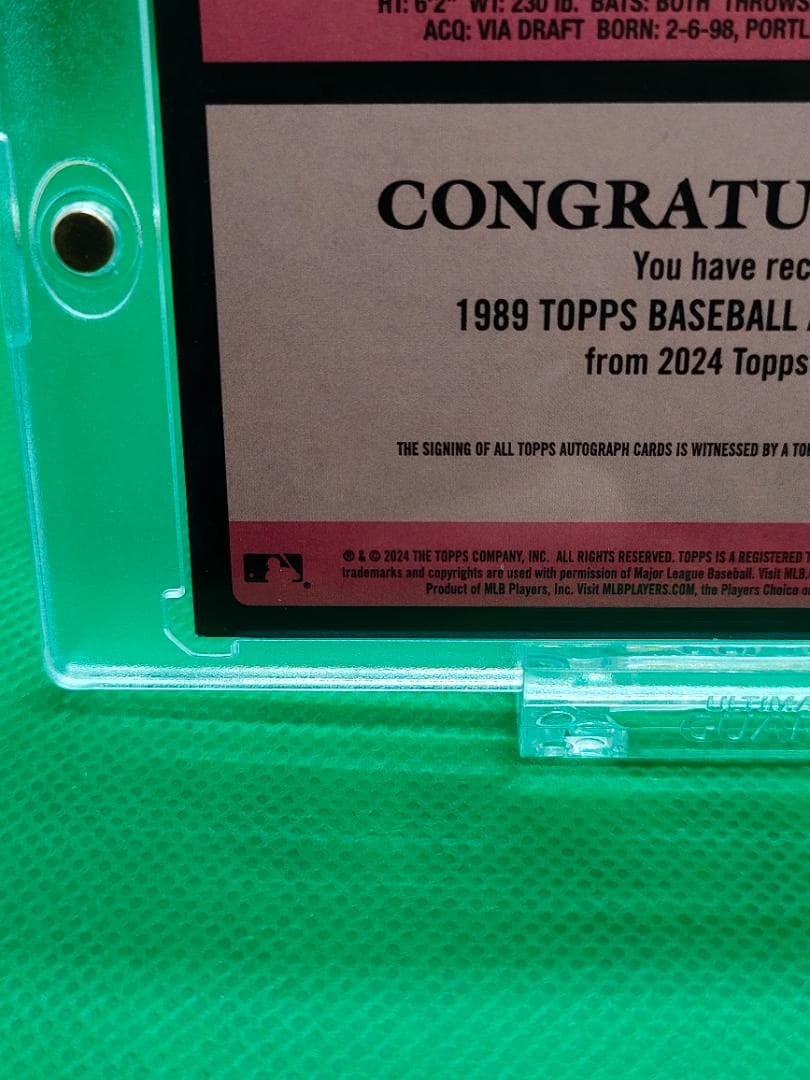 HT: 6'2" WT: 230 lb. BATS: BOTH THROWS
ACQ: VIA DRAFT BORN: 2-6-98, PORTL
CONGRATU
You have rec
1989 TOPPS BASEBALL
from 2024 Topps
THE SIGNING OF ALL TOPPS AUTOGRAPH CARDS IS WITNESSED BY A TO
® & © 2024 THE TOPPS COMPANY, INC. ALL RIGHTS RESERVED. TOPPS IS A REGISTERED T
trademarks and copyrights are used with permission of Major League Baseball. Visit MLB.
Product of MLB Players, Inc. Visit MLBPLAYERS.COM, the Players Choice o
ULTIMA
GUAR